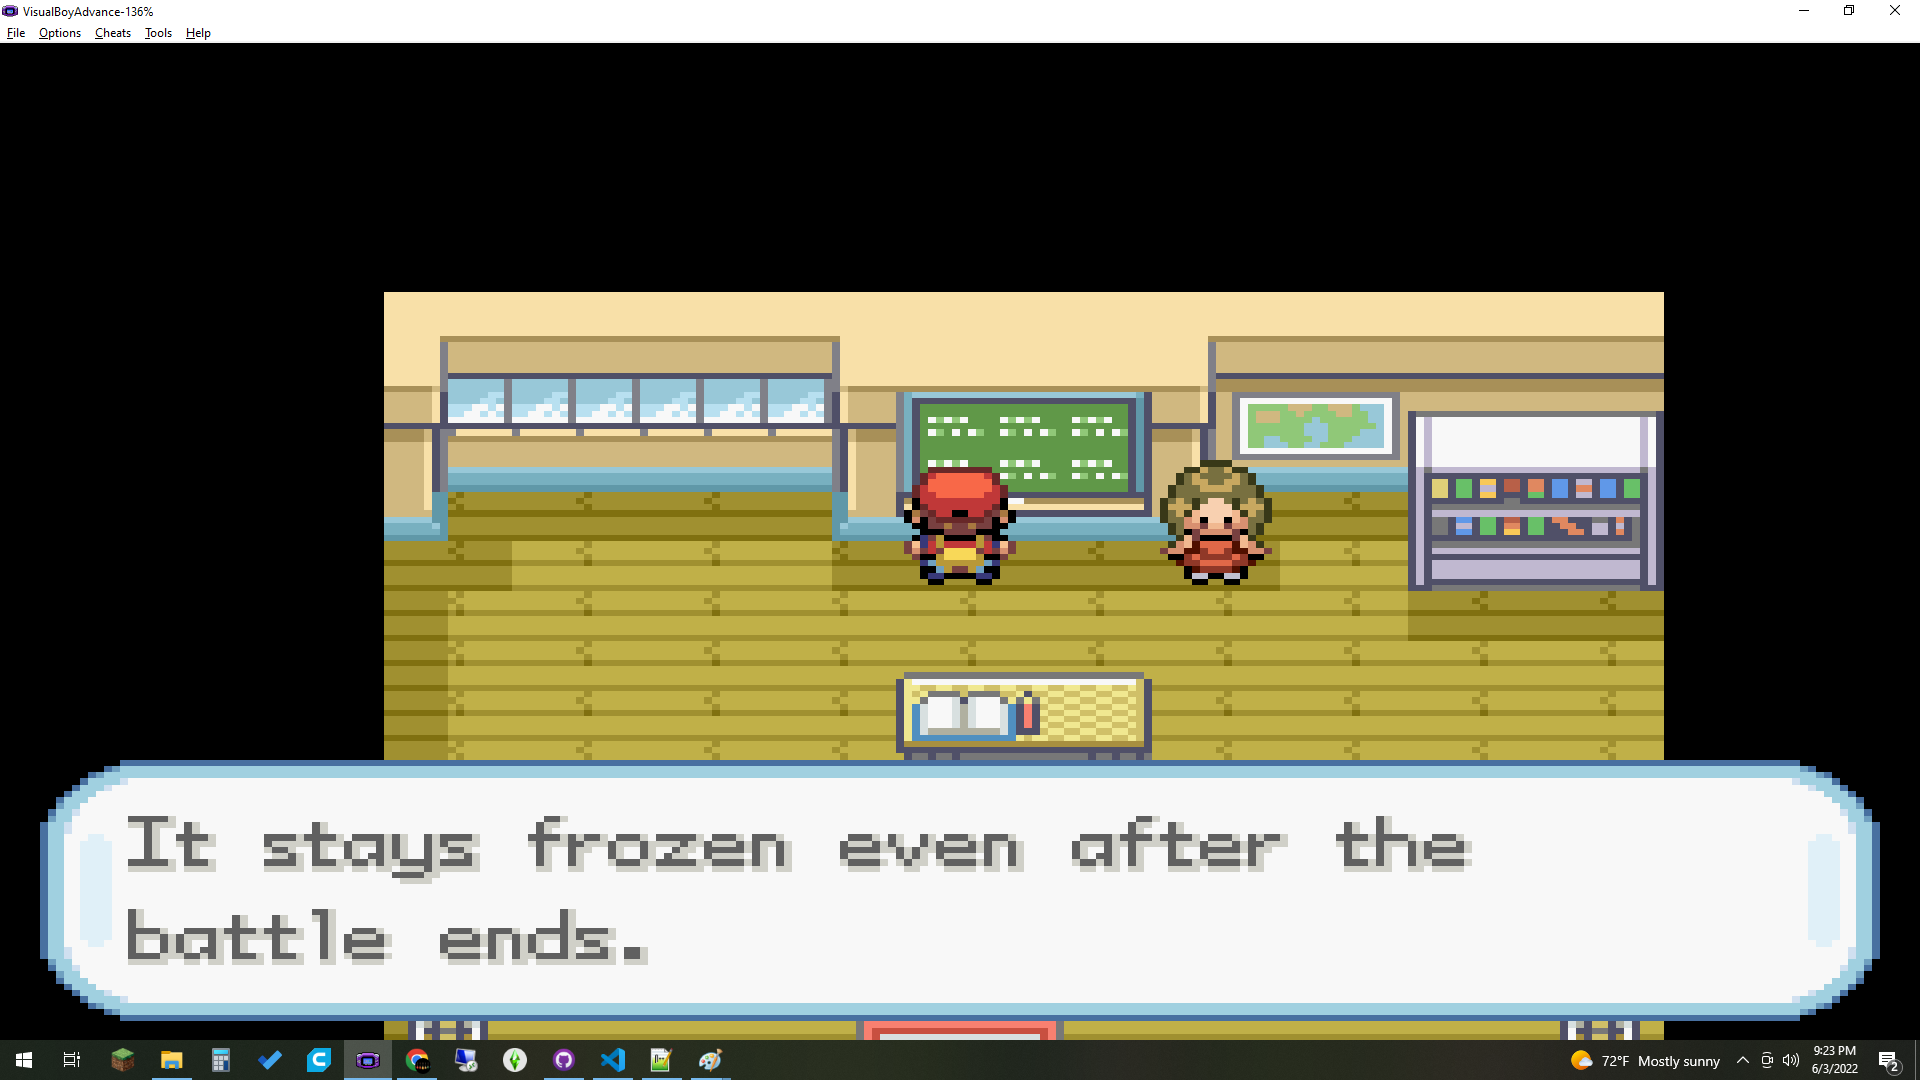 VisualBoyAdvance-136%
File Options Cheats Tools Help
It stays frozen even after the
battle ends.
72°F Mostly sunny
9:23 PM
6/3/2022
2